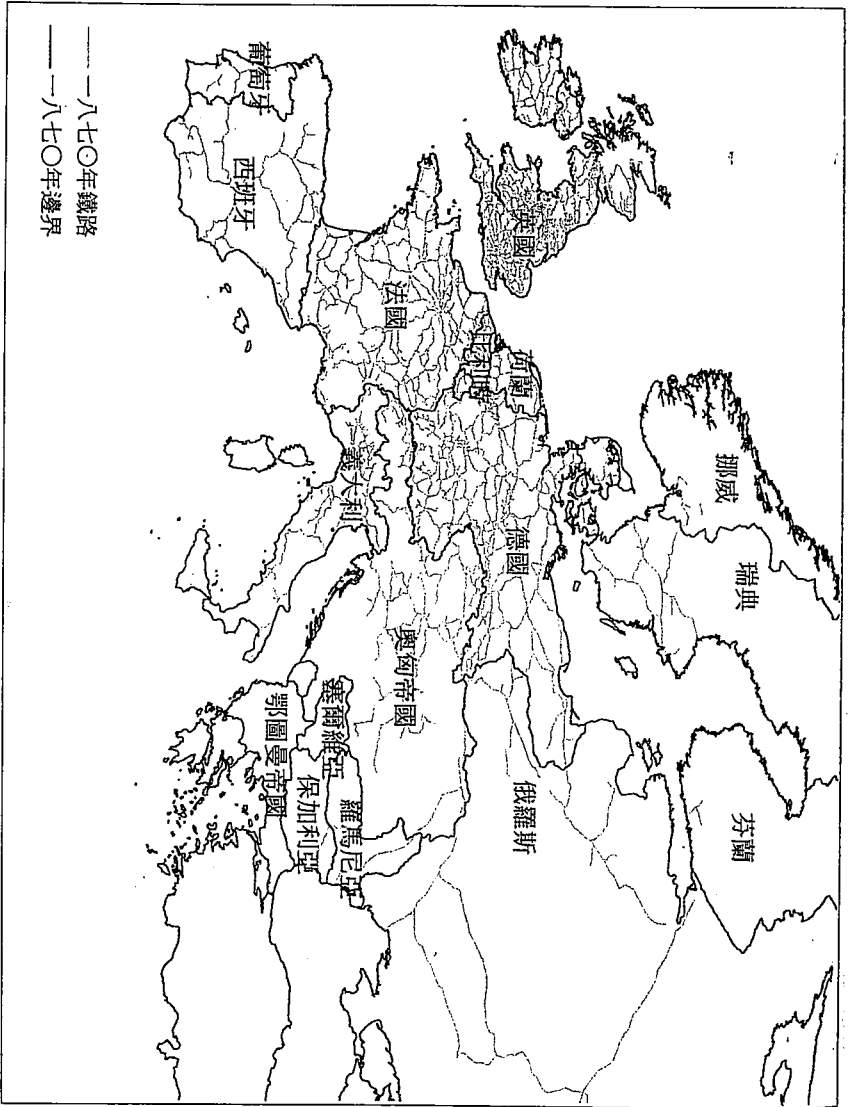 挪威
瑞典
芬蘭
英國
荷蘭
比利時
德國
俄羅斯
法國
奧匈帝國
義大利
羅馬尼亞
塞爾維亞
保加利亞
鄂圖曼帝國
葡萄牙
西班牙
一八七〇年鐵路
一八七〇年邊界